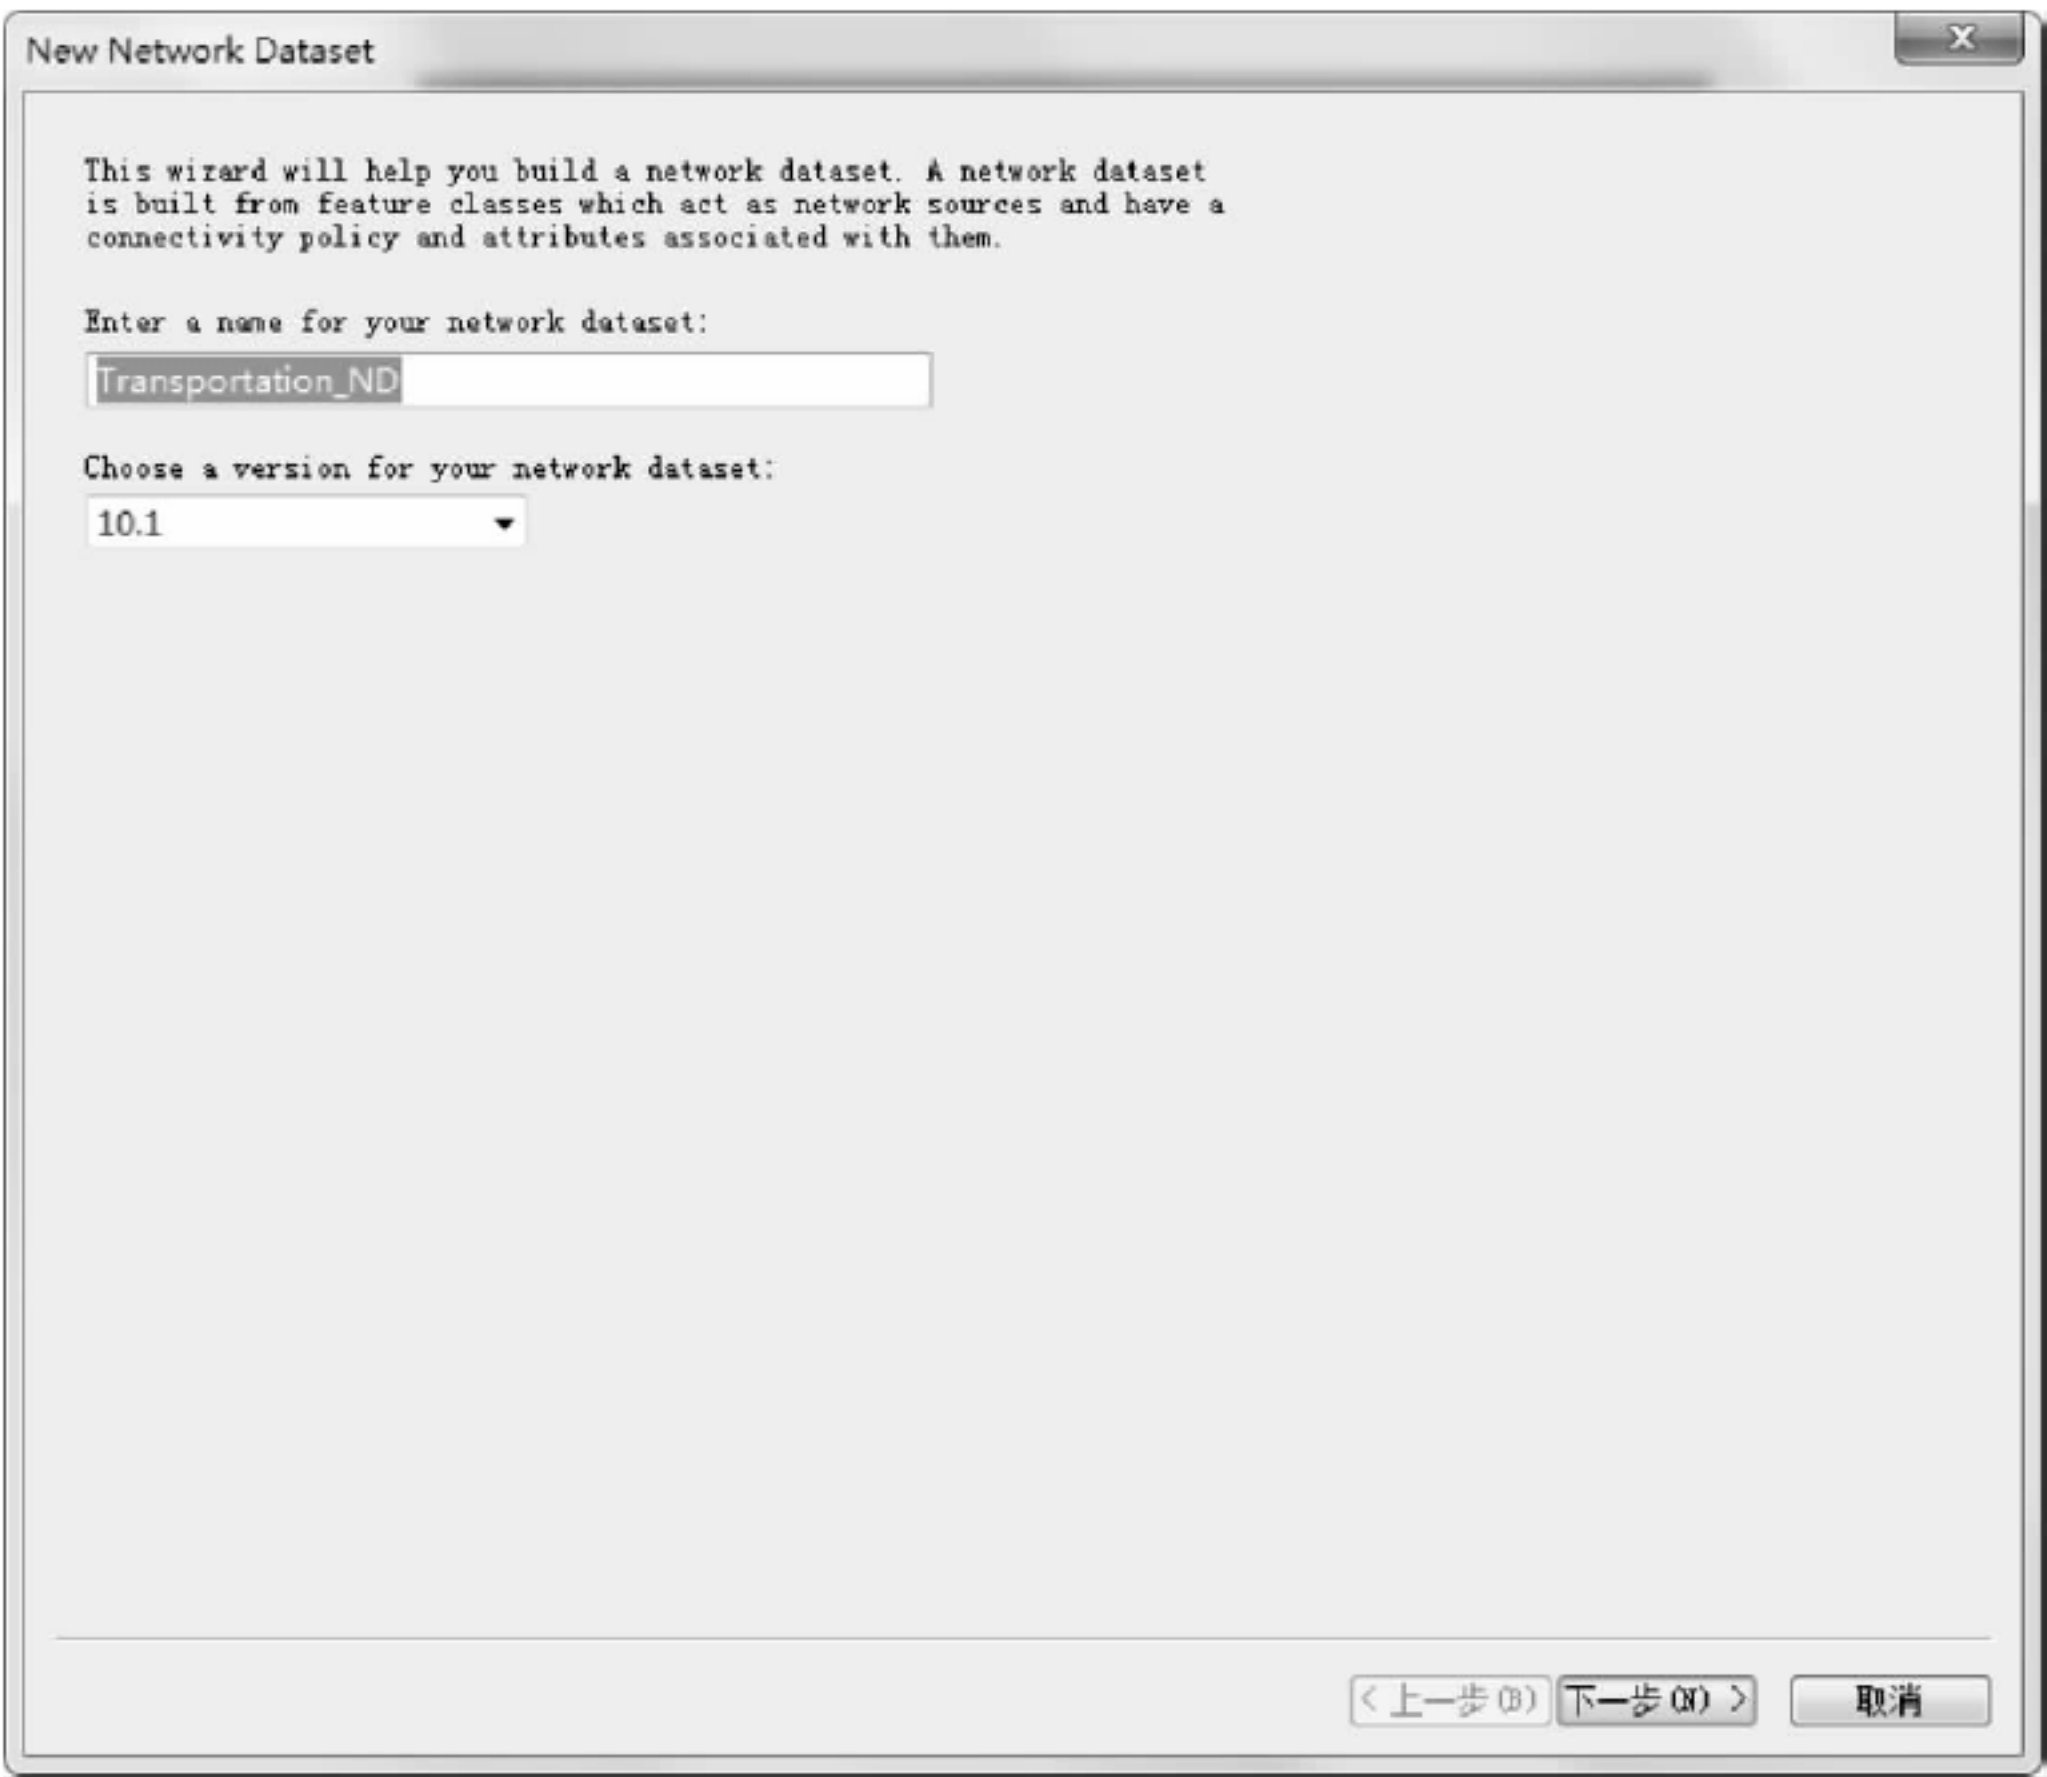 New Network Dataset
This wizard will help you build a network dataset. A network dataset
is built from feature classes which act as network sources and have a
connectivity policy and attributes associated with them.
Enter a name for your network dataset:
Transportation_ND
Choose a version for your network dataset:
10.1
< 上一步(B) 下一步(N) > 取消